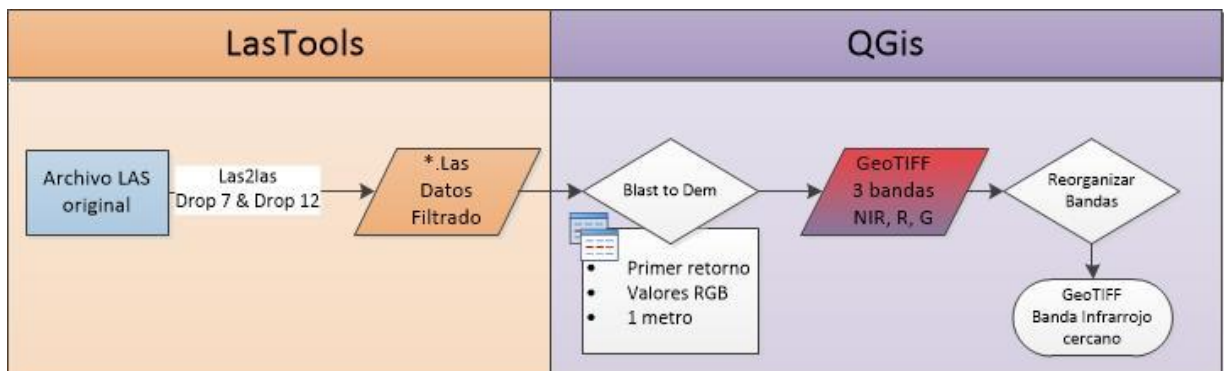 LasTools
QGis
Archivo LAS
original
Las2las
Drop 7 & Drop 12
*.Las
Datos
Filtrado
Blast to Dem
• Primer retorno
• Valores RGB
• 1 metro
GeoTIFF
3 bandas
NIR, R, G
Reorganizar
Bandas
GeoTIFF
Banda Infrarrojo
cercano